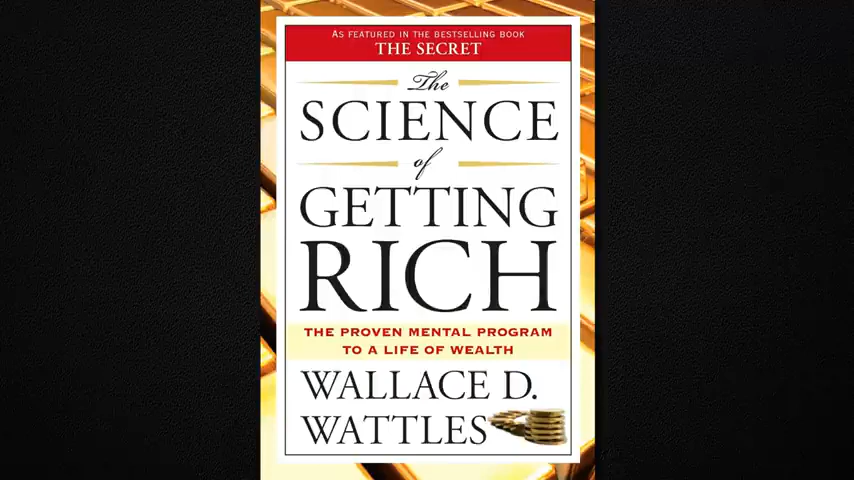 AS FEATURED IN THE BESTSELLING BOOK
THE SECRET
The
SCIENCE
of
GETTING
RICH
THE PROVEN MENTAL PROGRAM
TO A LIFE OF WEALTH
WALLACE D.
WATTLES